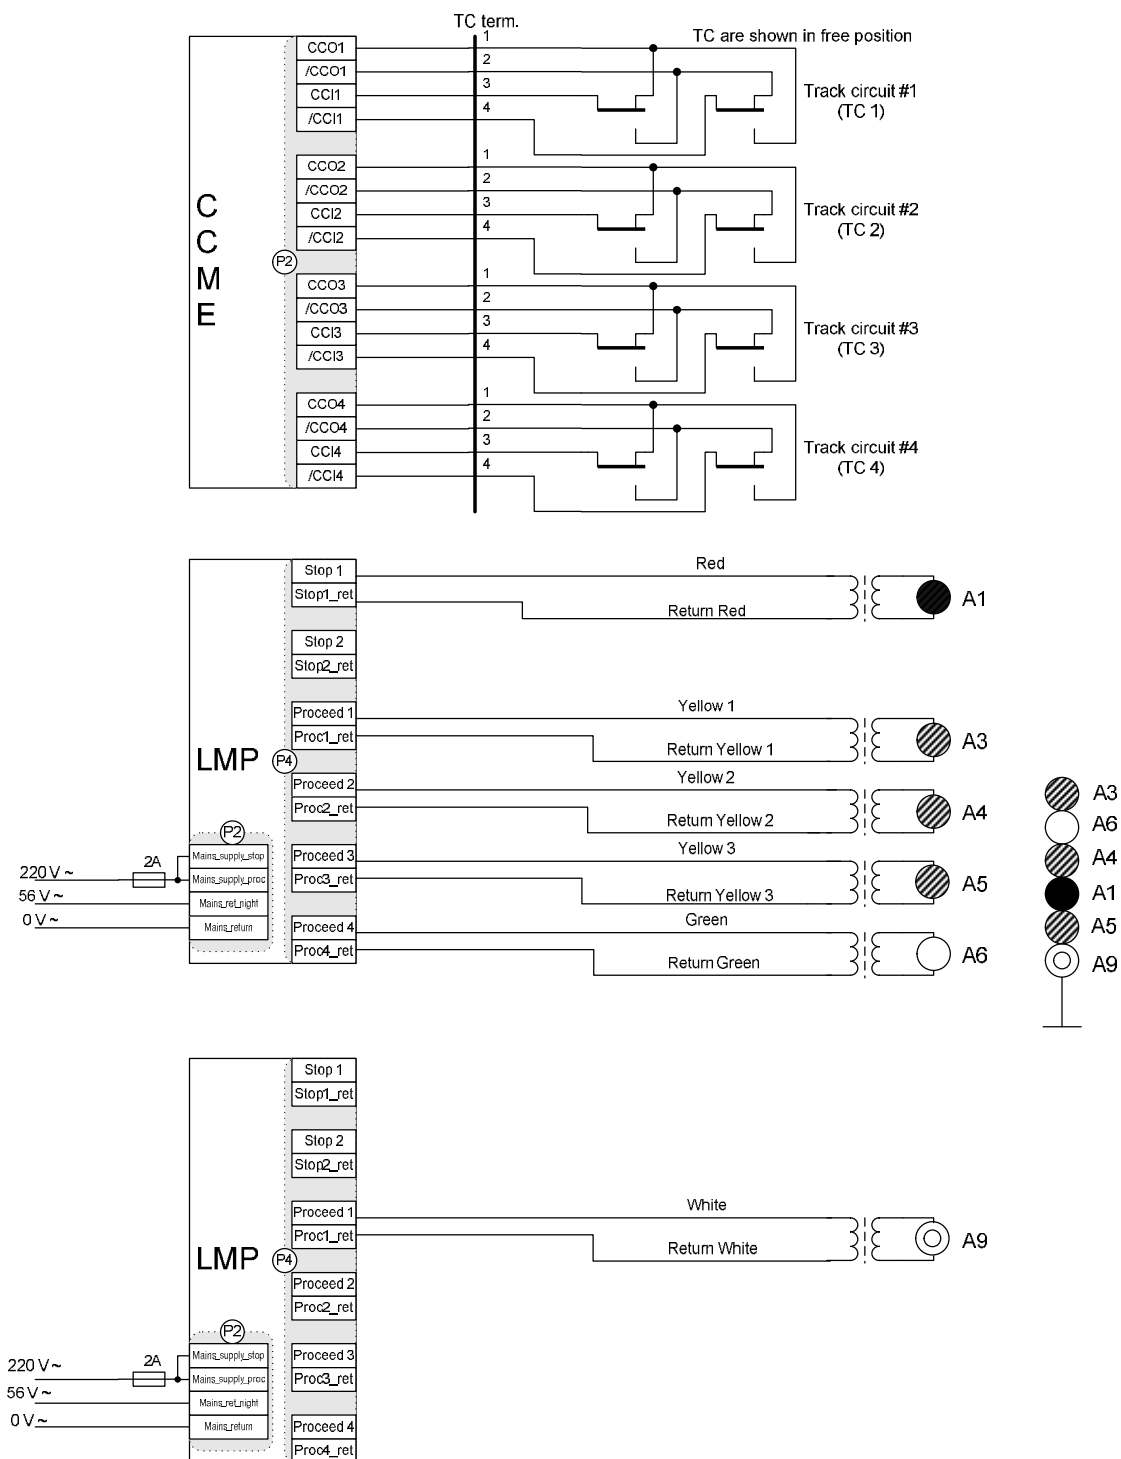 TC term.
TC are shown in free position
CCO1
1
/CCO1
2
CCI1
3
/CCI1
4
Track circuit #1
(TC 1)
CCO2
1
/CCO2
2
CCI2
3
/CCI2
4
Track circuit #2
(TC 2)
C
C
M
E
P2
CCO3
1
/CCO3
2
CCI3
3
/CCI3
4
Track circuit #3
(TC 3)
CCO4
1
/CCO4
2
CCI4
3
/CCI4
4
Track circuit #4
(TC 4)
Stop 1
Stop1_ret
Red
Return Red
A1
Stop 2
Stop2_ret
Proceed 1
Proc1_ret
Yellow 1
Return Yellow 1
A3
LMP
P4
Proceed 2
Proc2_ret
Yellow 2
Return Yellow 2
A4
Proceed 3
Proc3_ret
Yellow 3
Return Yellow 3
A5
Proceed 4
Proc4_ret
Green
Return Green
A6
P2
Mains_supply_stop
Mains_supply_proc
Mains_ret_night
Mains_return
2A
220 V ~
56 V ~
0 V ~
A3
A6
A4
A1
A5
A9
Stop 1
Stop1_ret
Stop 2
Stop2_ret
Proceed 1
Proc1_ret
White
Return White
A9
LMP
P4
Proceed 2
Proc2_ret
Proceed 3
Proc3_ret
Proceed 4
Proc4_ret
P2
Mains_supply_stop
Mains_supply_proc
Mains_ret_night
Mains_return
2A
220 V ~
56 V ~
0 V ~